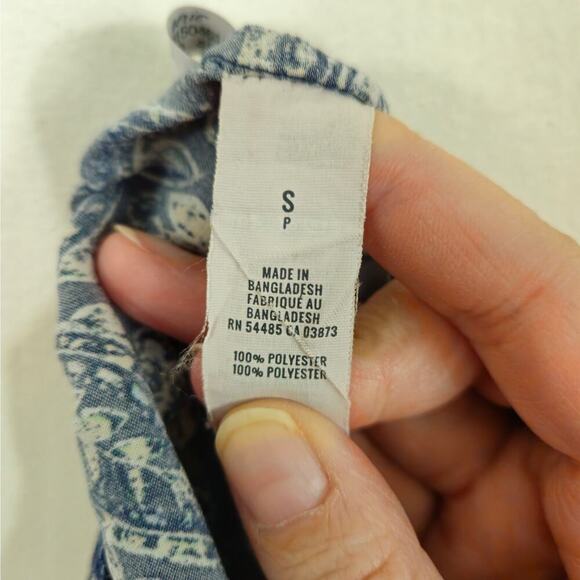 S
P
MADE IN
BANGLADESH
FABRIQUÉ AU
BANGLADESH
RN 54485 CA 03873
100% POLYESTER
100% POLYESTER